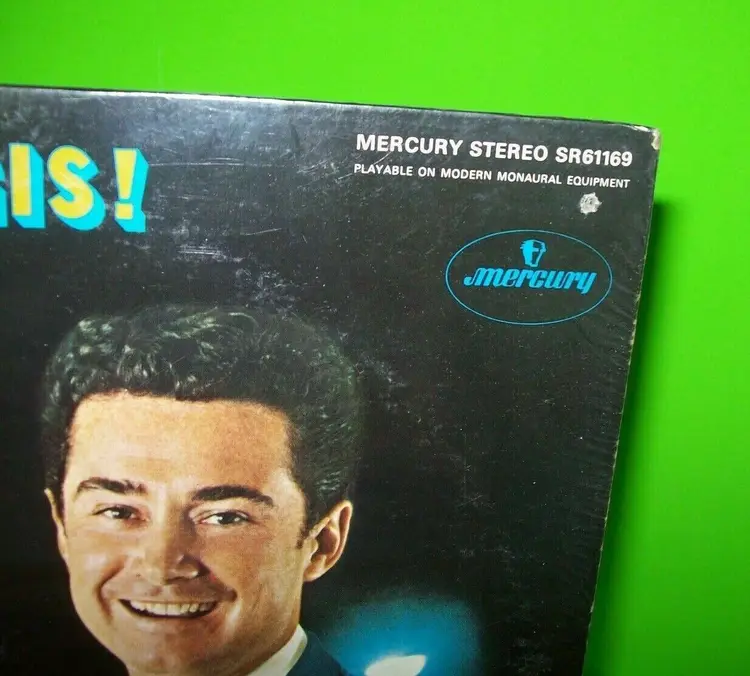 IS!
MERCURY STEREO SR61169
PLAYABLE ON MODERN MONAURAL EQUIPMENT
mercury